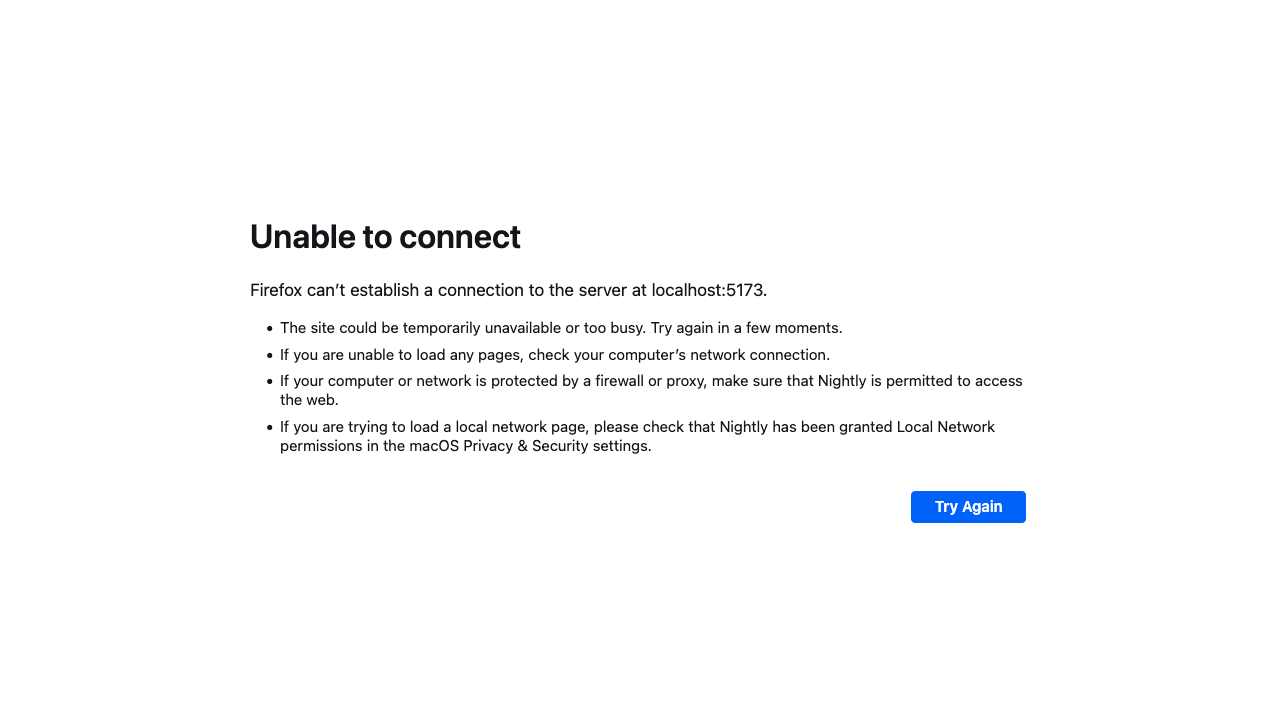 Unable to connect
Firefox can’t establish a connection to the server at localhost:5173.
• The site could be temporarily unavailable or too busy. Try again in a few moments.
• If you are unable to load any pages, check your computer’s network connection.
• If your computer or network is protected by a firewall or proxy, make sure that Nightly is permitted to access
the web.
• If you are trying to load a local network page, please check that Nightly has been granted Local Network
permissions in the macOS Privacy & Security settings.
Try Again